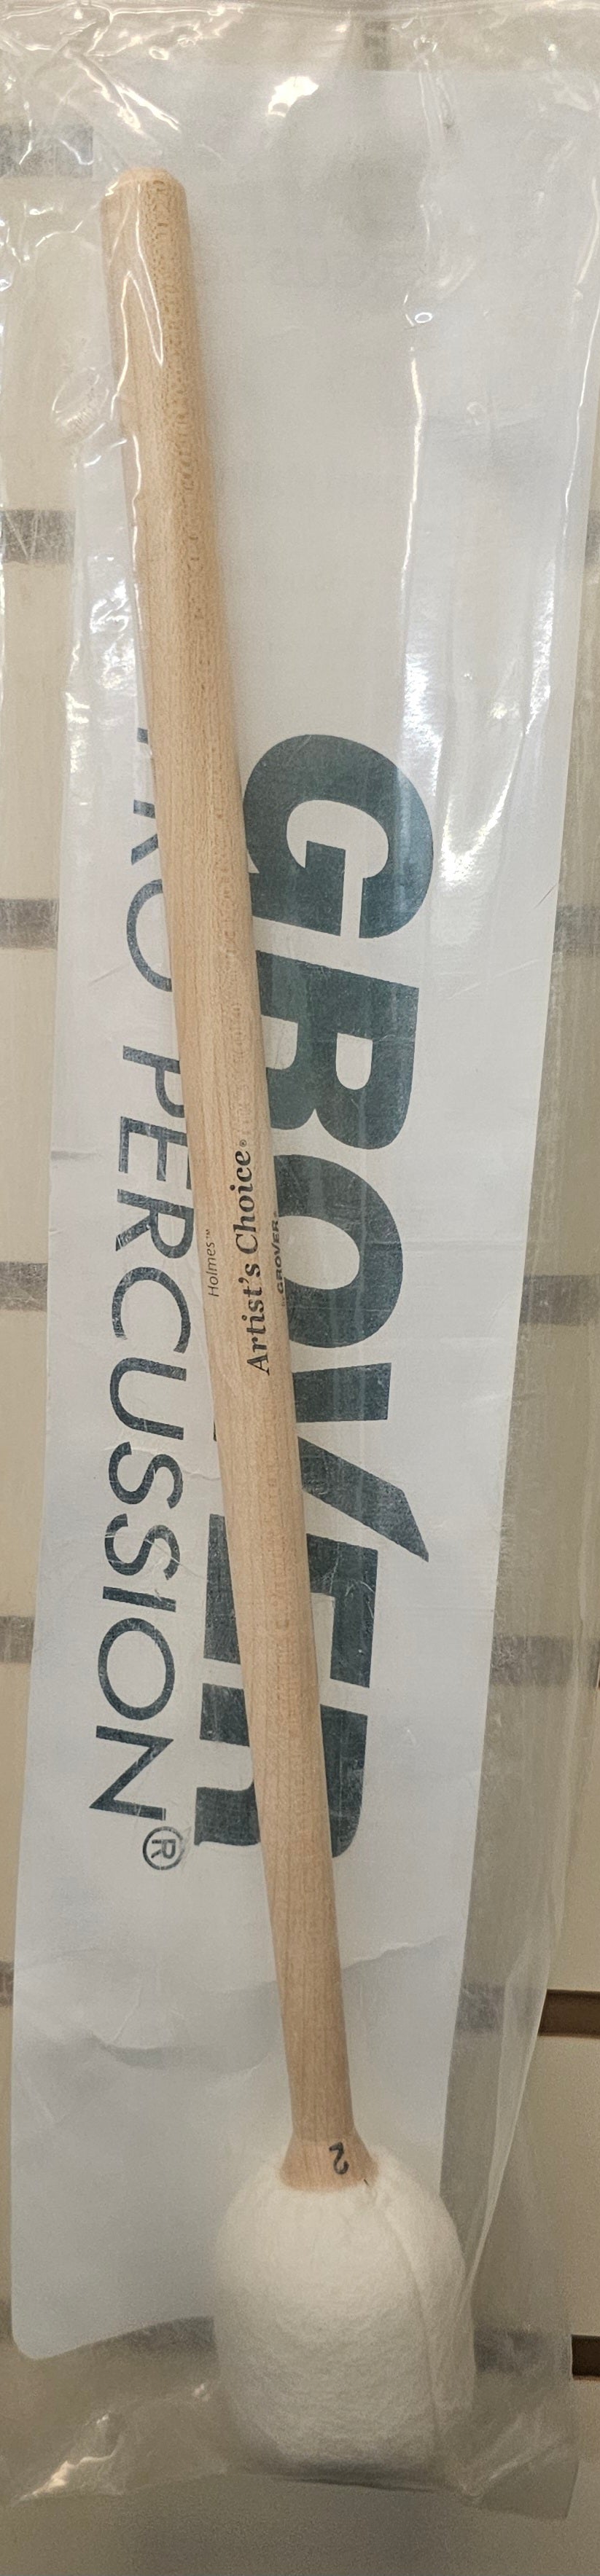 GROVER
PRO PERCUSSION®
Holmes™
Artist's Choice®
GROVER
2